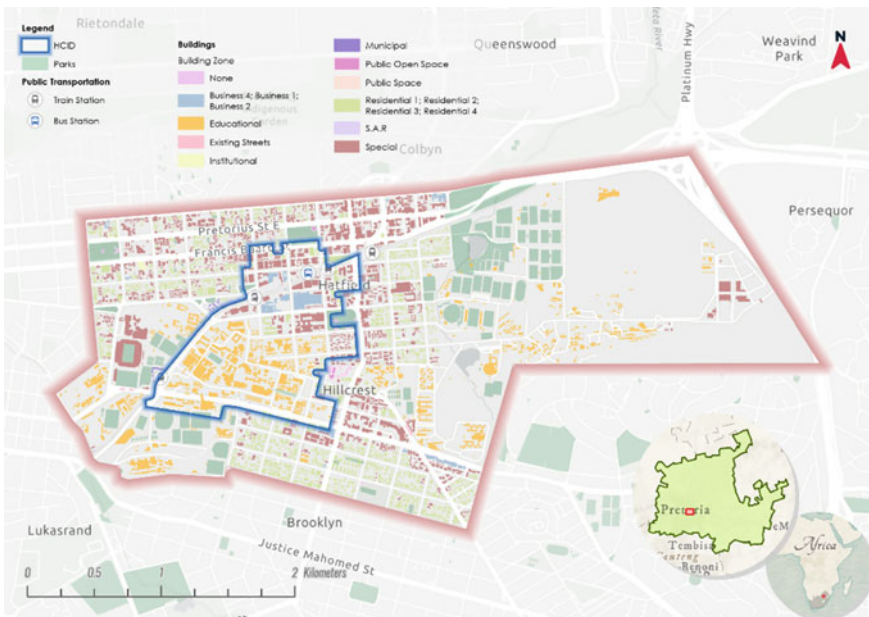 Legend
HCID
Parks
Public Transportation
Train Station
Bus Station
Buildings
Building Zone
None
Business 4; Business 1;
Business 2
Educational
Existing Streets
Institutional
Municipal
Public Open Space
Public Space
Residential 1; Residential 2;
Residential 3; Residential 4
S.A.R
Special
Rietondale
Queenswood
Platinum Hwy
Weavind
Park
N
Colbyn
Persequor
Pretorius St E
Francis
Hatfield
Hillcrest
Lukasrand
Brooklyn
Justice Mahomed St
0 0.5 1 2 Kilometers
Pretoria
Tembisa
Benoni
Africa